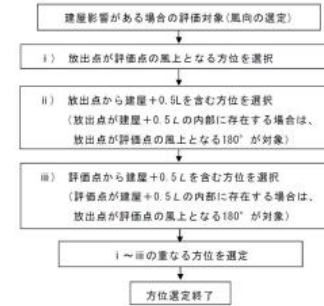 建屋影響がある場合の評価対象(風向の選定)
ⅰ) 放出点が評価点の風上となる方位を選択
ⅱ) 放出点から建屋+0.5Lを含む方位を選択
(放出点が建屋+0.5Lの内部に存在する場合は、
放出点が評価点の風上となる180°が対象)
ⅲ) 評価点から建屋+0.5Lを含む方位を選択
(評価点が建屋+0.5Lの内部に存在する場合は、
放出点が評価点の風上となる180°が対象)
ⅰ~ⅲの重なる方位を選定
方位選定終了